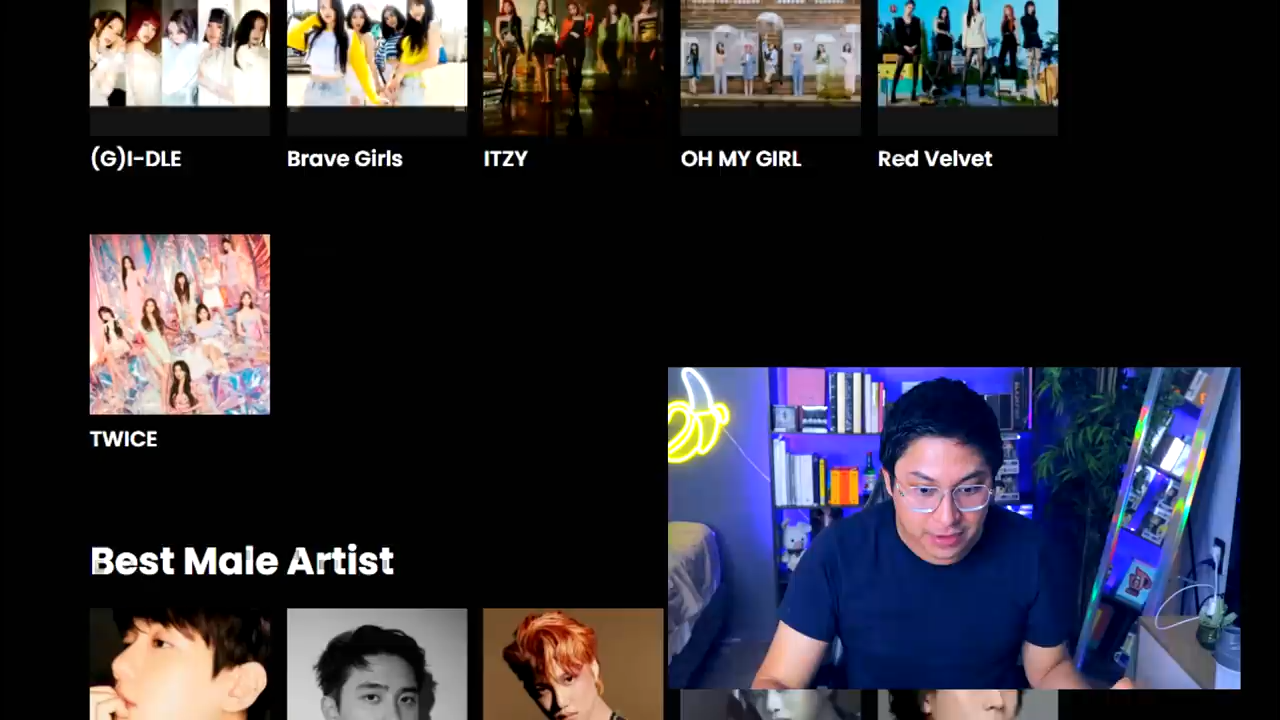 (G)I-DLE
Brave Girls
ITZY
OH MY GIRL
Red Velvet
TWICE
Best Male Artist